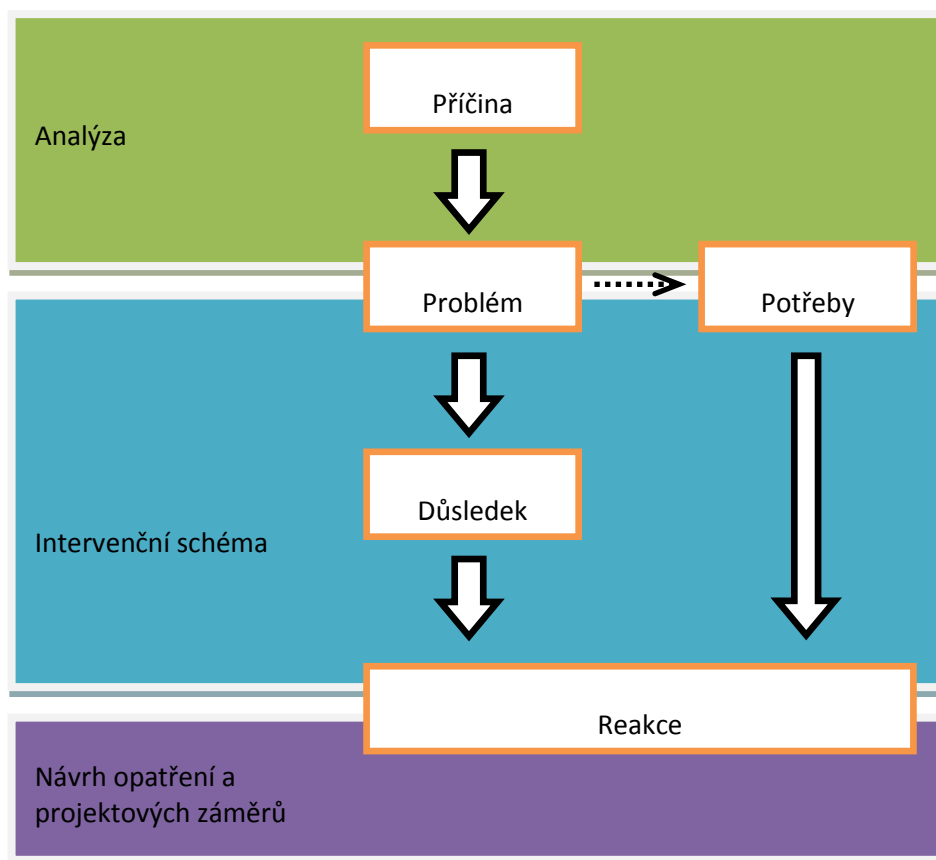 Příčina
Analýza
Problém
Potřeby
Důsledek
Intervenční schéma
Reakce
Návrh opatření a
projektových záměrů